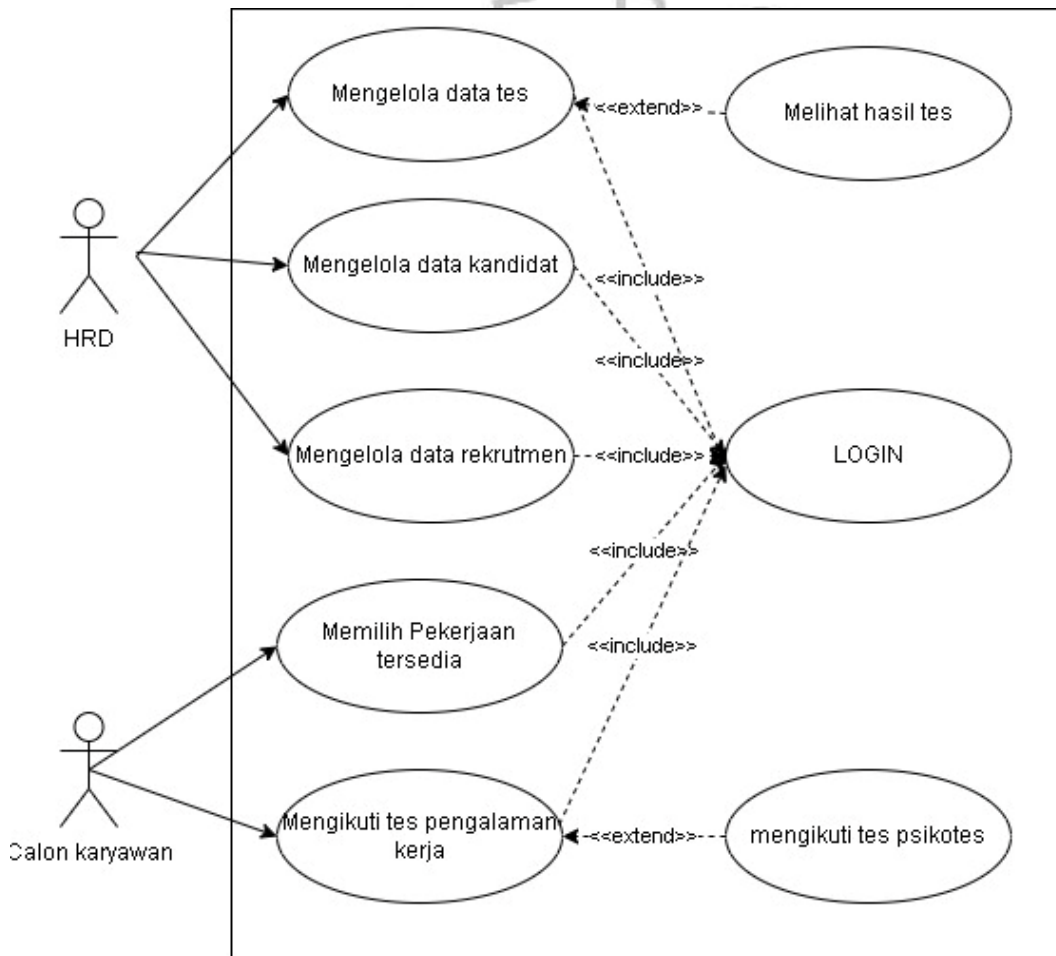 Mengelola data tes
<<extend>>
Melihat hasil tes
Mengelola data kandidat
<<include>>
HRD
<<include>>
Mengelola data rekrutmen
<<include>>
LOGIN
<<include>>
Memilih Pekerjaan
tersedia
<<include>>
Mengikuti tes pengalaman
kerja
<<extend>>
mengikuti tes psikotes
Calon karyawan